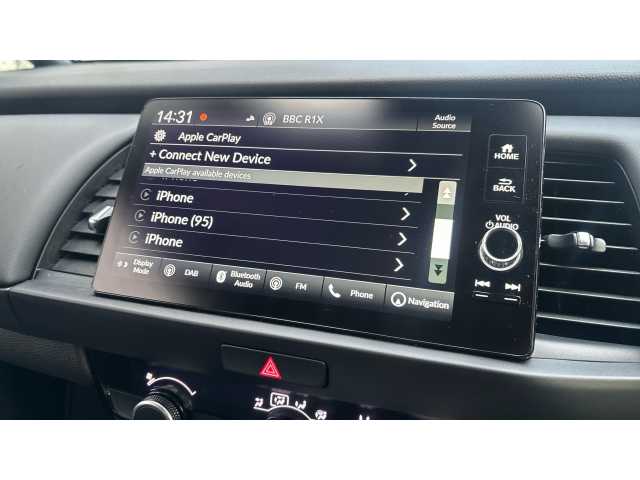 14:31 BBC R1X Audio Source
Apple CarPlay
+ Connect New Device
Apple CarPlay available devices
iPhone
iPhone (95)
iPhone
Display Mode DAB Bluetooth Audio FM Phone Navigation
HOME
BACK
VOL
AUDIO